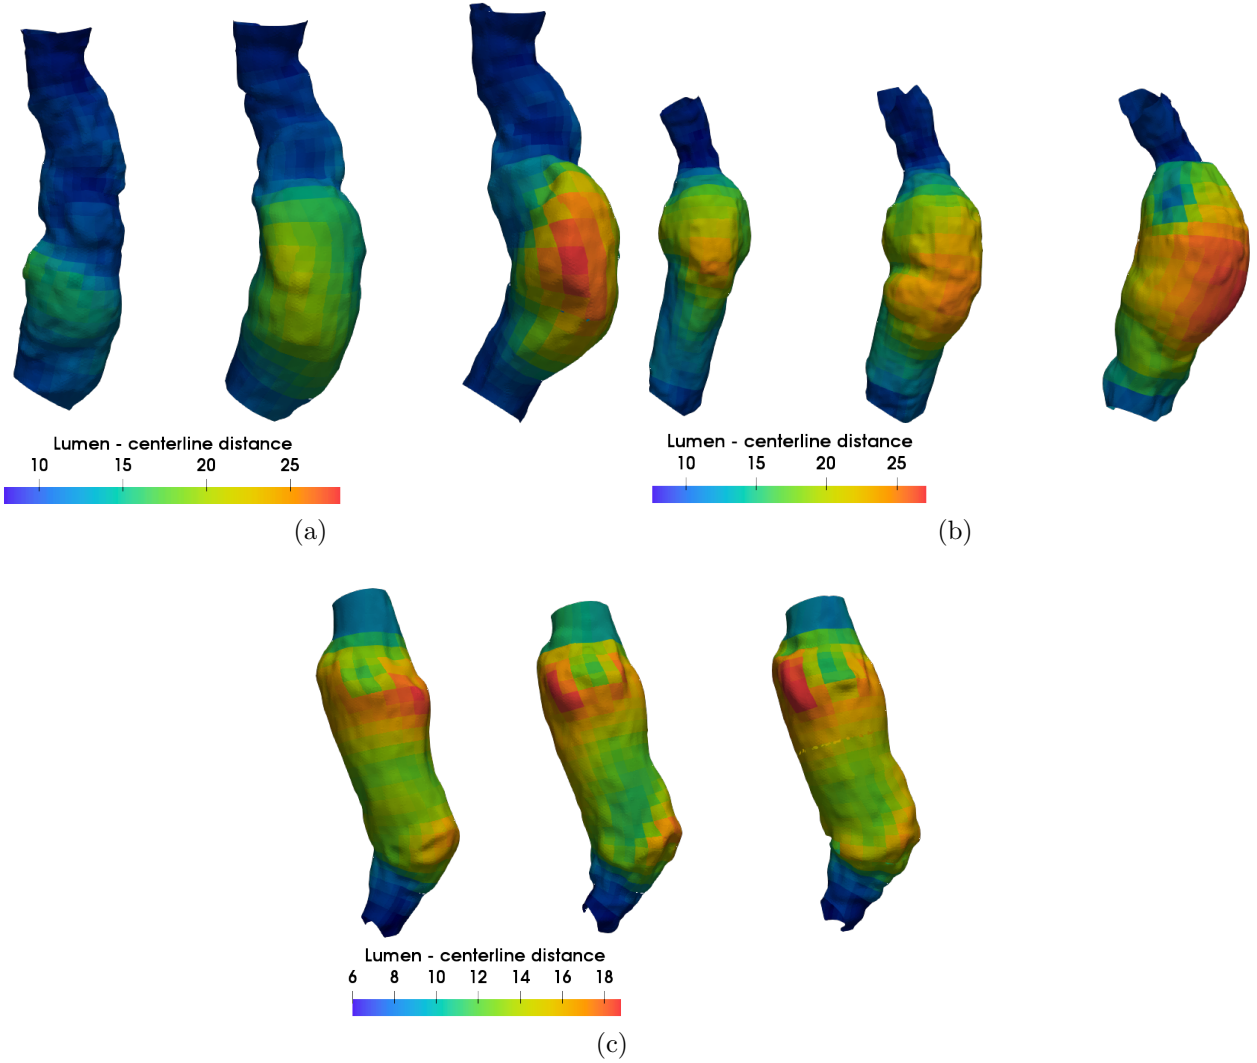 Lumen - centerline distance
10 15 20 25
(a)
Lumen - centerline distance
10 15 20 25
(b)
Lumen - centerline distance
6 8 10 12 14 16 18
(c)